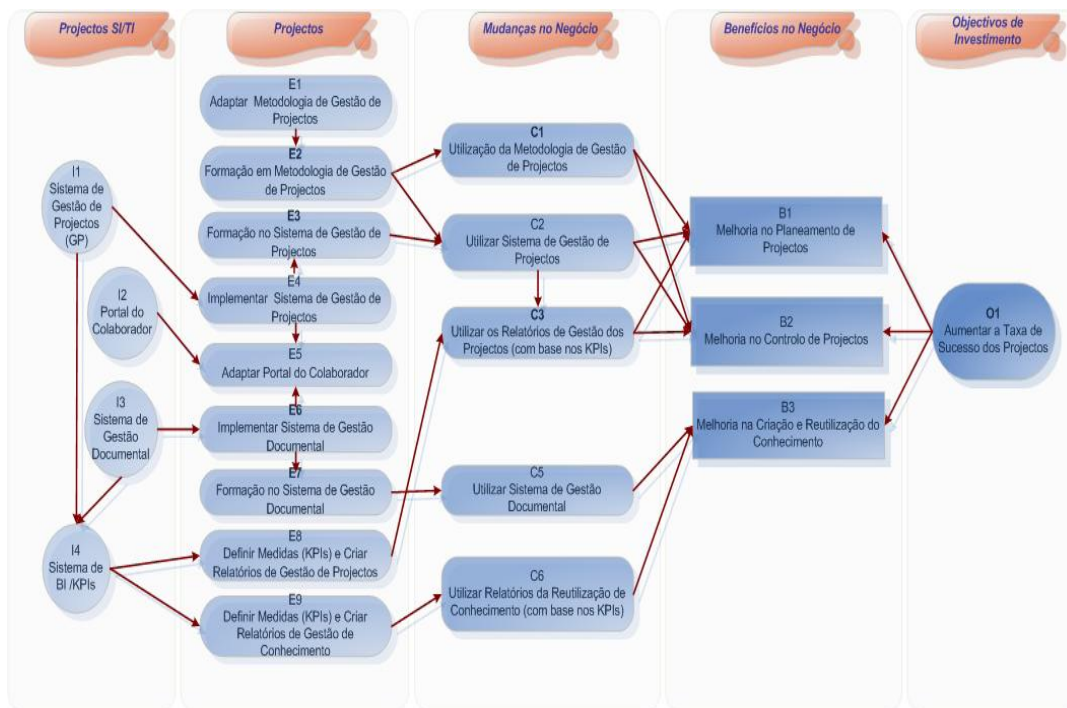 Projectos SI/TI
Projectos
Mudanças no Negócio
Benefícios no Negócio
Objectivos de
Investimento
I1
Sistema de
Gestão de
Projectos
(GP)
I2
Portal do
Colaborador
I3
Sistema de
Gestão
Documental
I4
Sistema de
BI /KPIs
E1
Adaptar Metodologia de Gestão de
Projectos
E2
Formação em Metodologia de Gestão
de Projectos
E3
Formação no Sistema de Gestão de
Projectos
E4
Implementar Sistema de Gestão de
Projectos
E5
Adaptar Portal do Colaborador
E6
Implementar Sistema de Gestão
Documental
E7
Formação no Sistema de Gestão
Documental
E8
Definir Medidas (KPIs) e Criar
Relatórios de Gestão de Projectos
E9
Definir Medidas (KPIs) e Criar
Relatórios de Gestão de
Conhecimento
C1
Utilização da Metodologia de Gestão
de Projectos
C2
Utilizar Sistema de Gestão de
Projectos
C3
Utilizar os Relatórios de Gestão dos
Projectos (com base nos KPIs)
C5
Utilizar Sistema de Gestão
Documental
C6
Utilizar Relatórios da Reutilização de
Conhecimento (com base nos KPIs)
B1
Melhoria no Planeamento de
Projectos
B2
Melhoria no Controlo de Projectos
B3
Melhoria na Criação e Reutilização do
Conhecimento
O1
Aumentar a Taxa de
Sucesso dos Projectos